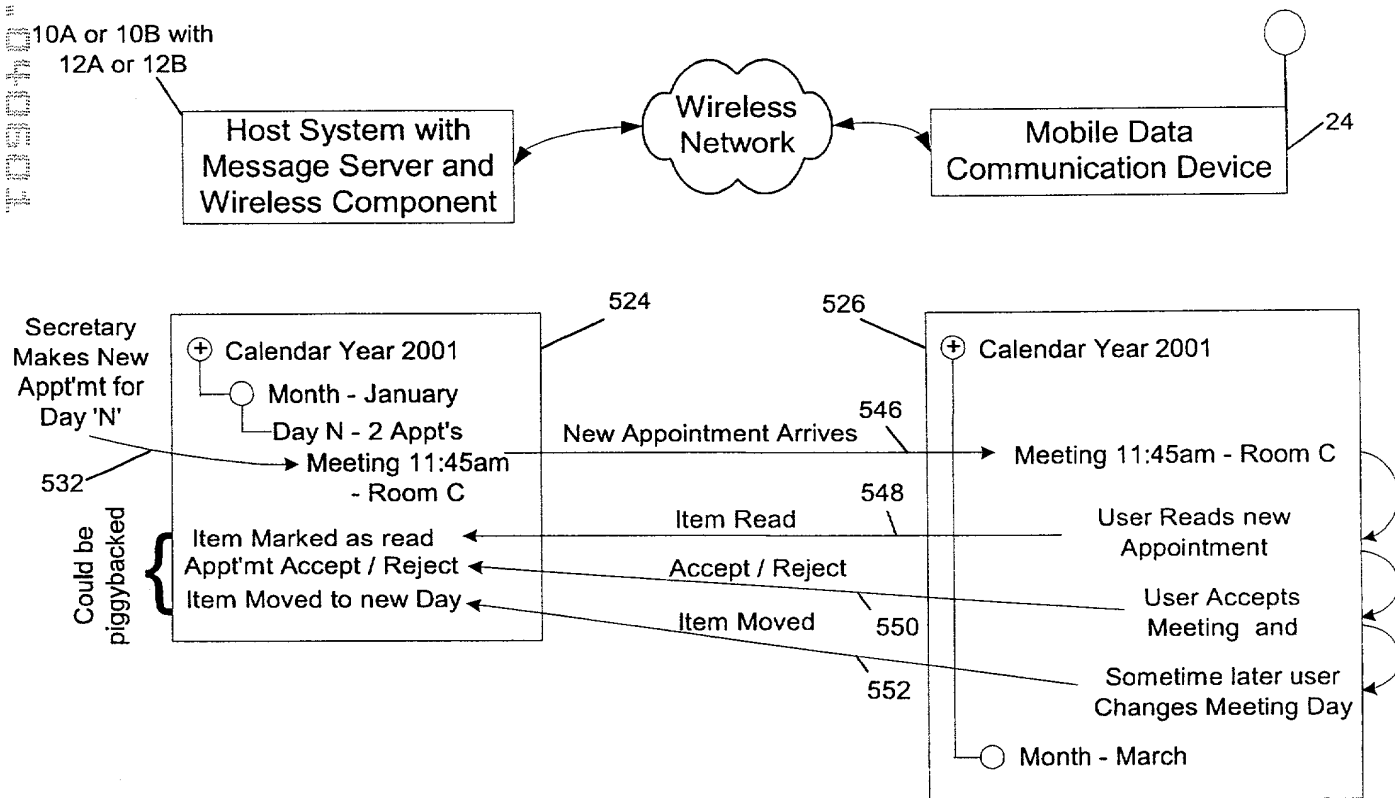 10A or 10B with
12A or 12B
Host System with
Message Server and
Wireless Component
Wireless
Network
Mobile Data
Communication Device
24
524
526
Secretary
Makes New
Appt'mt for
Day 'N'
532
Calendar Year 2001
Month - January
Day N - 2 Appt's
Meeting 11:45am
- Room C
New Appointment Arrives
546
Calendar Year 2001
Meeting 11:45am - Room C
Could be
piggybacked
Item Marked as read
Appt'mt Accept / Reject
Item Moved to new Day
Item Read
548
Accept / Reject
550
Item Moved
552
User Reads new
Appointment
User Accepts
Meeting and
Sometime later user
Changes Meeting Day
Month - March